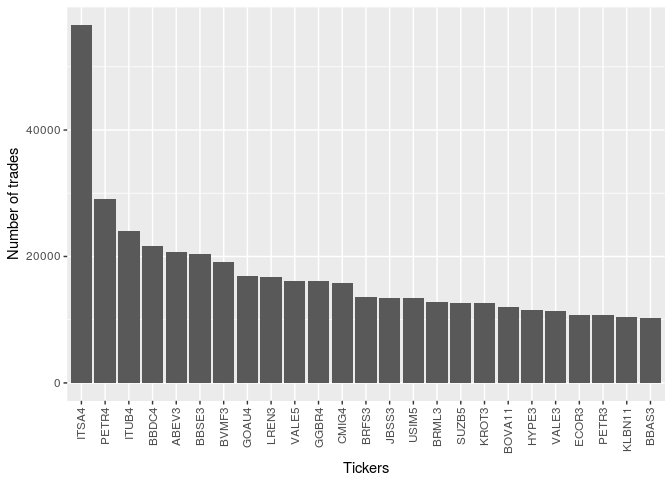 Number of trades
40000
20000
0
ITSA4
PETR4
ITUB4
BBDC4
ABEV3
BBSE3
BVMF3
GOAU4
LREN3
VALE5
GGBR4
CMIG4
BRFS3
JBSS3
USIM5
BRML3
SUZB5
KROT3
BOVA11
HYPE3
VALE3
ECOR3
PETR3
KLBN11
BBAS3
Tickers